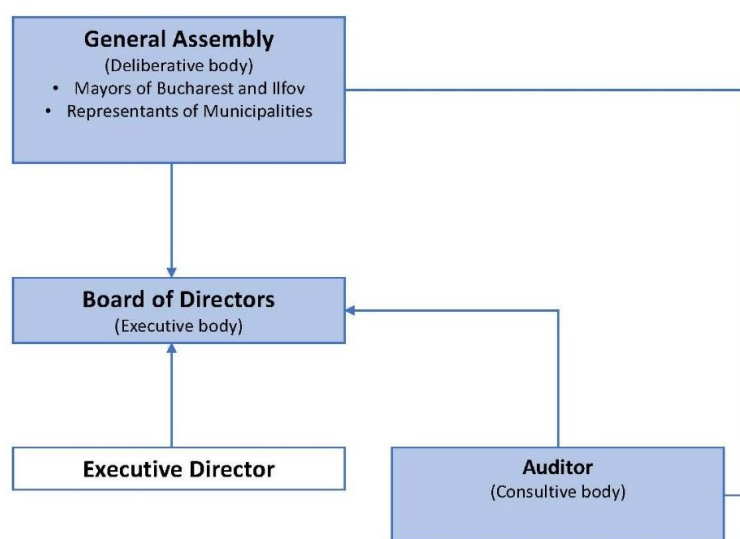 General Assembly
(Deliberative body)
• Mayors of Bucharest and Ilfov
• Representants of Municipalities
Board of Directors
(Executive body)
Executive Director
Auditor
(Consultive body)